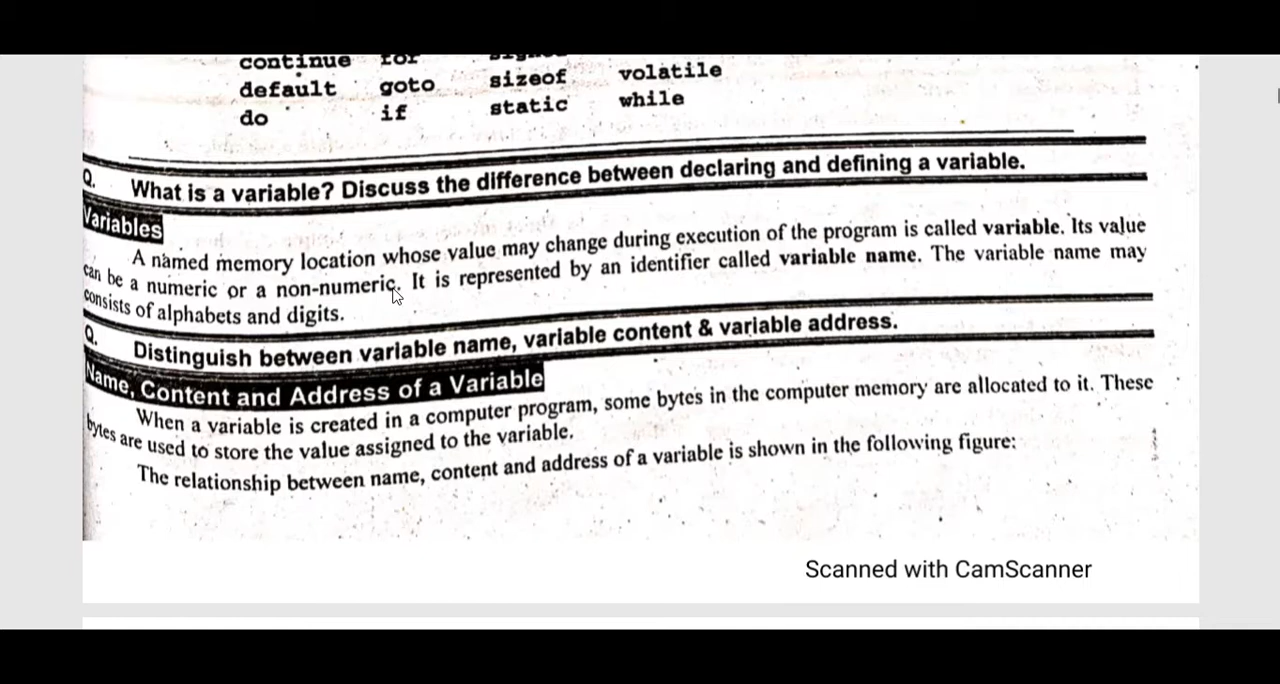 continue for
default goto sizeof volatile
do if static while
Q. What is a variable? Discuss the difference between declaring and defining a variable.
Variables
A named memory location whose value may change during execution of the program is called variable. Its value
can be a numeric or a non-numeric. It is represented by an identifier called variable name. The variable name may
consists of alphabets and digits.
Q. Distinguish between variable name, variable content & variable address.
Name, Content and Address of a Variable
When a variable is created in a computer program, some bytes in the computer memory are allocated to it. These
bytes are used to store the value assigned to the variable.
The relationship between name, content and address of a variable is shown in the following figure:
Scanned with CamScanner